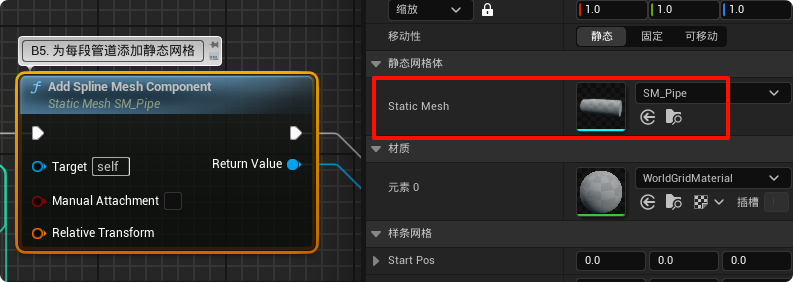 B5. 为每段管道添加静态网格
Add Spline Mesh Component
Static Mesh SM_Pipe
Target self
Return Value
Manual Attachment
Relative Transform
缩放 1.0 1.0 1.0
移动性 静态 固定 可移动
静态网格体
Static Mesh SM_Pipe
材质
元素 0 WorldGridMaterial
插槽
样条网格
Start Pos 0.0 0.0 0.0